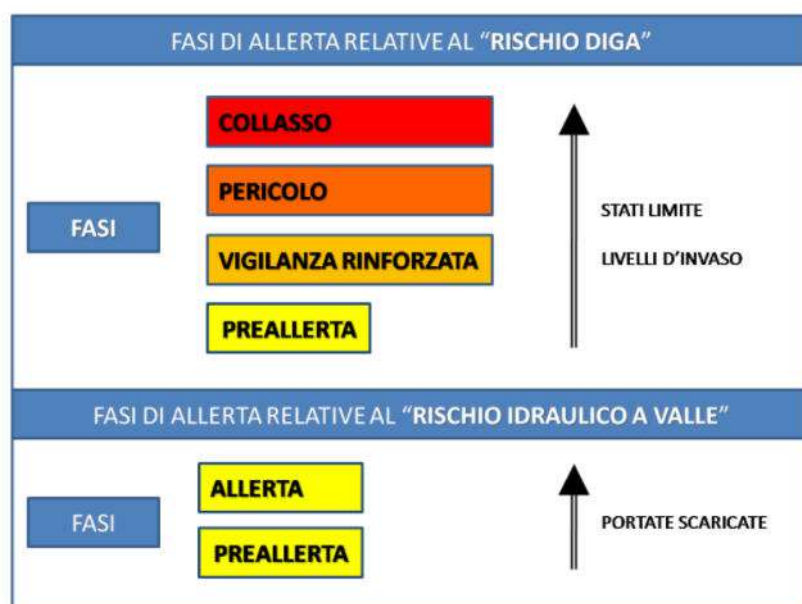 FASI DI ALLERTA RELATIVE AL “RISCHIO DIGA”
COLLASSO
PERICOLO
FASI
STATI LIMITE
VIGILANZA RINFORZATA
LIVELLI D’INVASO
PREALLERTA
FASI DI ALLERTA RELATIVE AL “RISCHIO IDRAULICO A VALLE”
ALLERTA
FASI
PORTATE SCARICATE
PREALLERTA